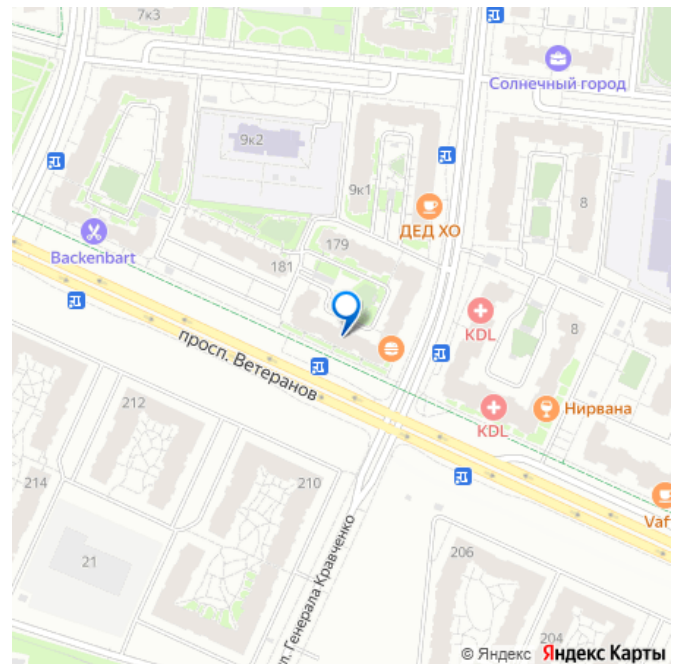 7к3
Солнечный город
9к2
9к1
8
ДЕД ХО
179
Backenbart
181
KDL
8
просп. Ветеранов
Нирвана
KDL
212
214
210
Vaf
21
ул. Генерала Кравченко
206
204
© Яндекс Яндекс Карты